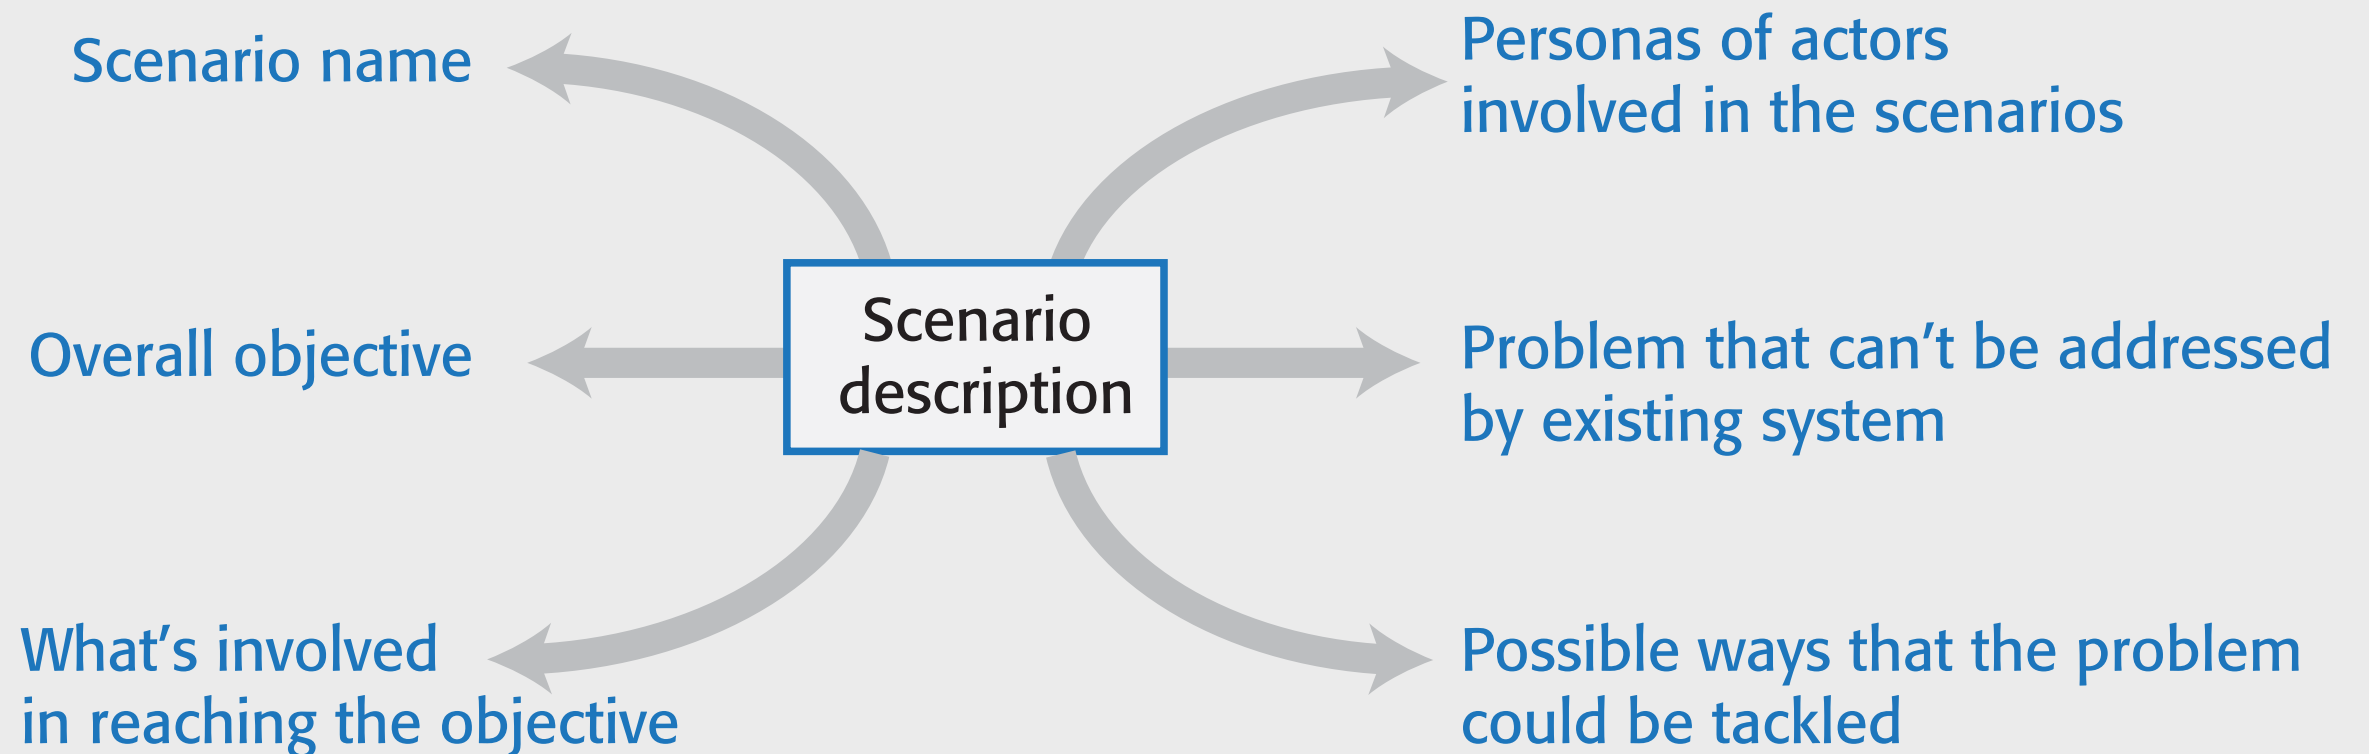 Scenario name
Personas of actors
involved in the scenarios
Overall objective
Scenario
description
Problem that can’t be addressed
by existing system
What’s involved
in reaching the objective
Possible ways that the problem
could be tackled